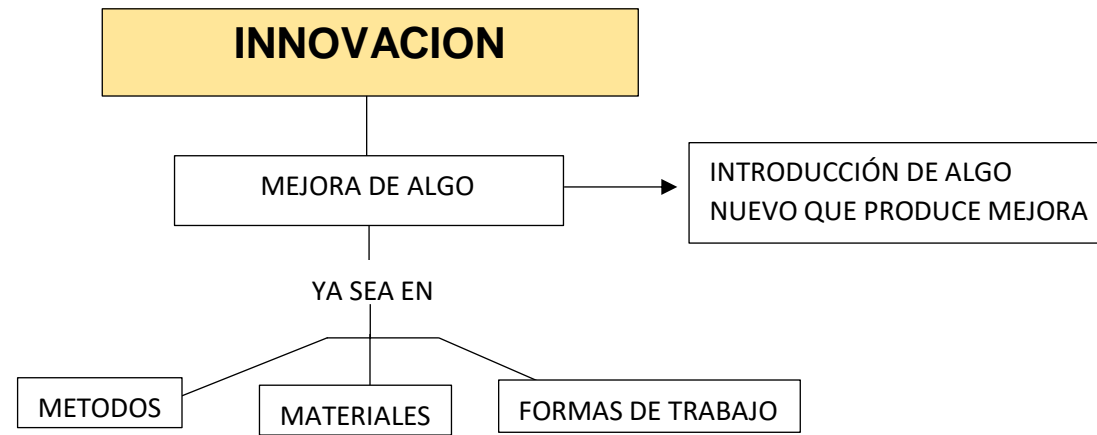 INNOVACION
MEJORA DE ALGO
INTRODUCCIÓN DE ALGO
NUEVO QUE PRODUCE MEJORA
YA SEA EN
METODOS
MATERIALES
FORMAS DE TRABAJO